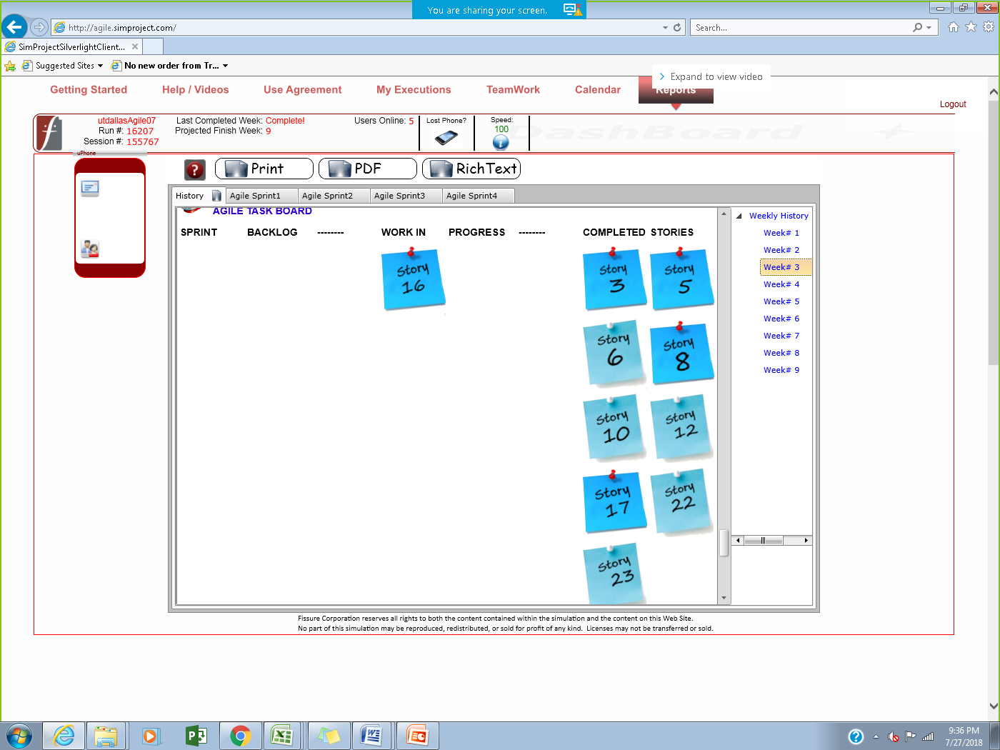 You are sharing your screen.
http://agile.simproject.com/
Search...
SimProjectSilverlightClient...
Suggested Sites
No new order from Tr...
Expand to view video
Getting Started
Help / Videos
Use Agreement
My Executions
TeamWork
Calendar
Reports
Logout
utdallasAgile07
Run #: 16207
Session #: 155767
Last Completed Week: Complete!
Projected Finish Week: 9
Users Online: 5
Lost Phone?
Speed:
100
DashBoard
uPhone
Print
PDF
RichText
History
Agile Sprint1
Agile Sprint2
Agile Sprint3
Agile Sprint4
AGILE TASK BOARD
SPRINT BACKLOG -------- WORK IN PROGRESS -------- COMPLETED STORIES
Story 16
Story 3
Story 5
Story 6
Story 8
Story 10
Story 12
Story 17
Story 22
Story 23
Weekly History
Week# 1
Week# 2
Week# 3
Week# 4
Week# 5
Week# 6
Week# 7
Week# 8
Week# 9
Fissure Corporation reserves all rights to both the content contained within the simulation and the content on this Web Site.
No part of this simulation may be reproduced, redistributed, or sold for profit of any kind. Licenses may not be transferred or sold.
9:36 PM
7/27/2018